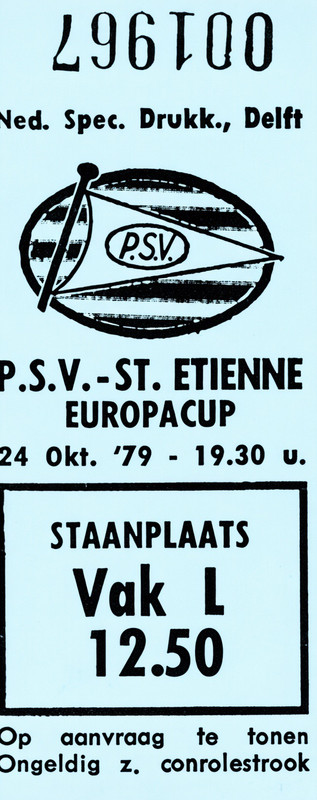 001967
Ned. Spec. Drukk., Delft
P.S.V.
P.S.V.-ST. ETIENNE
EUROPACUP
24 Okt. '79 - 19.30 u.
STAANPLAATS
Vak L
12.50
Op aanvraag te tonen
Ongeldig z. conrolestrook